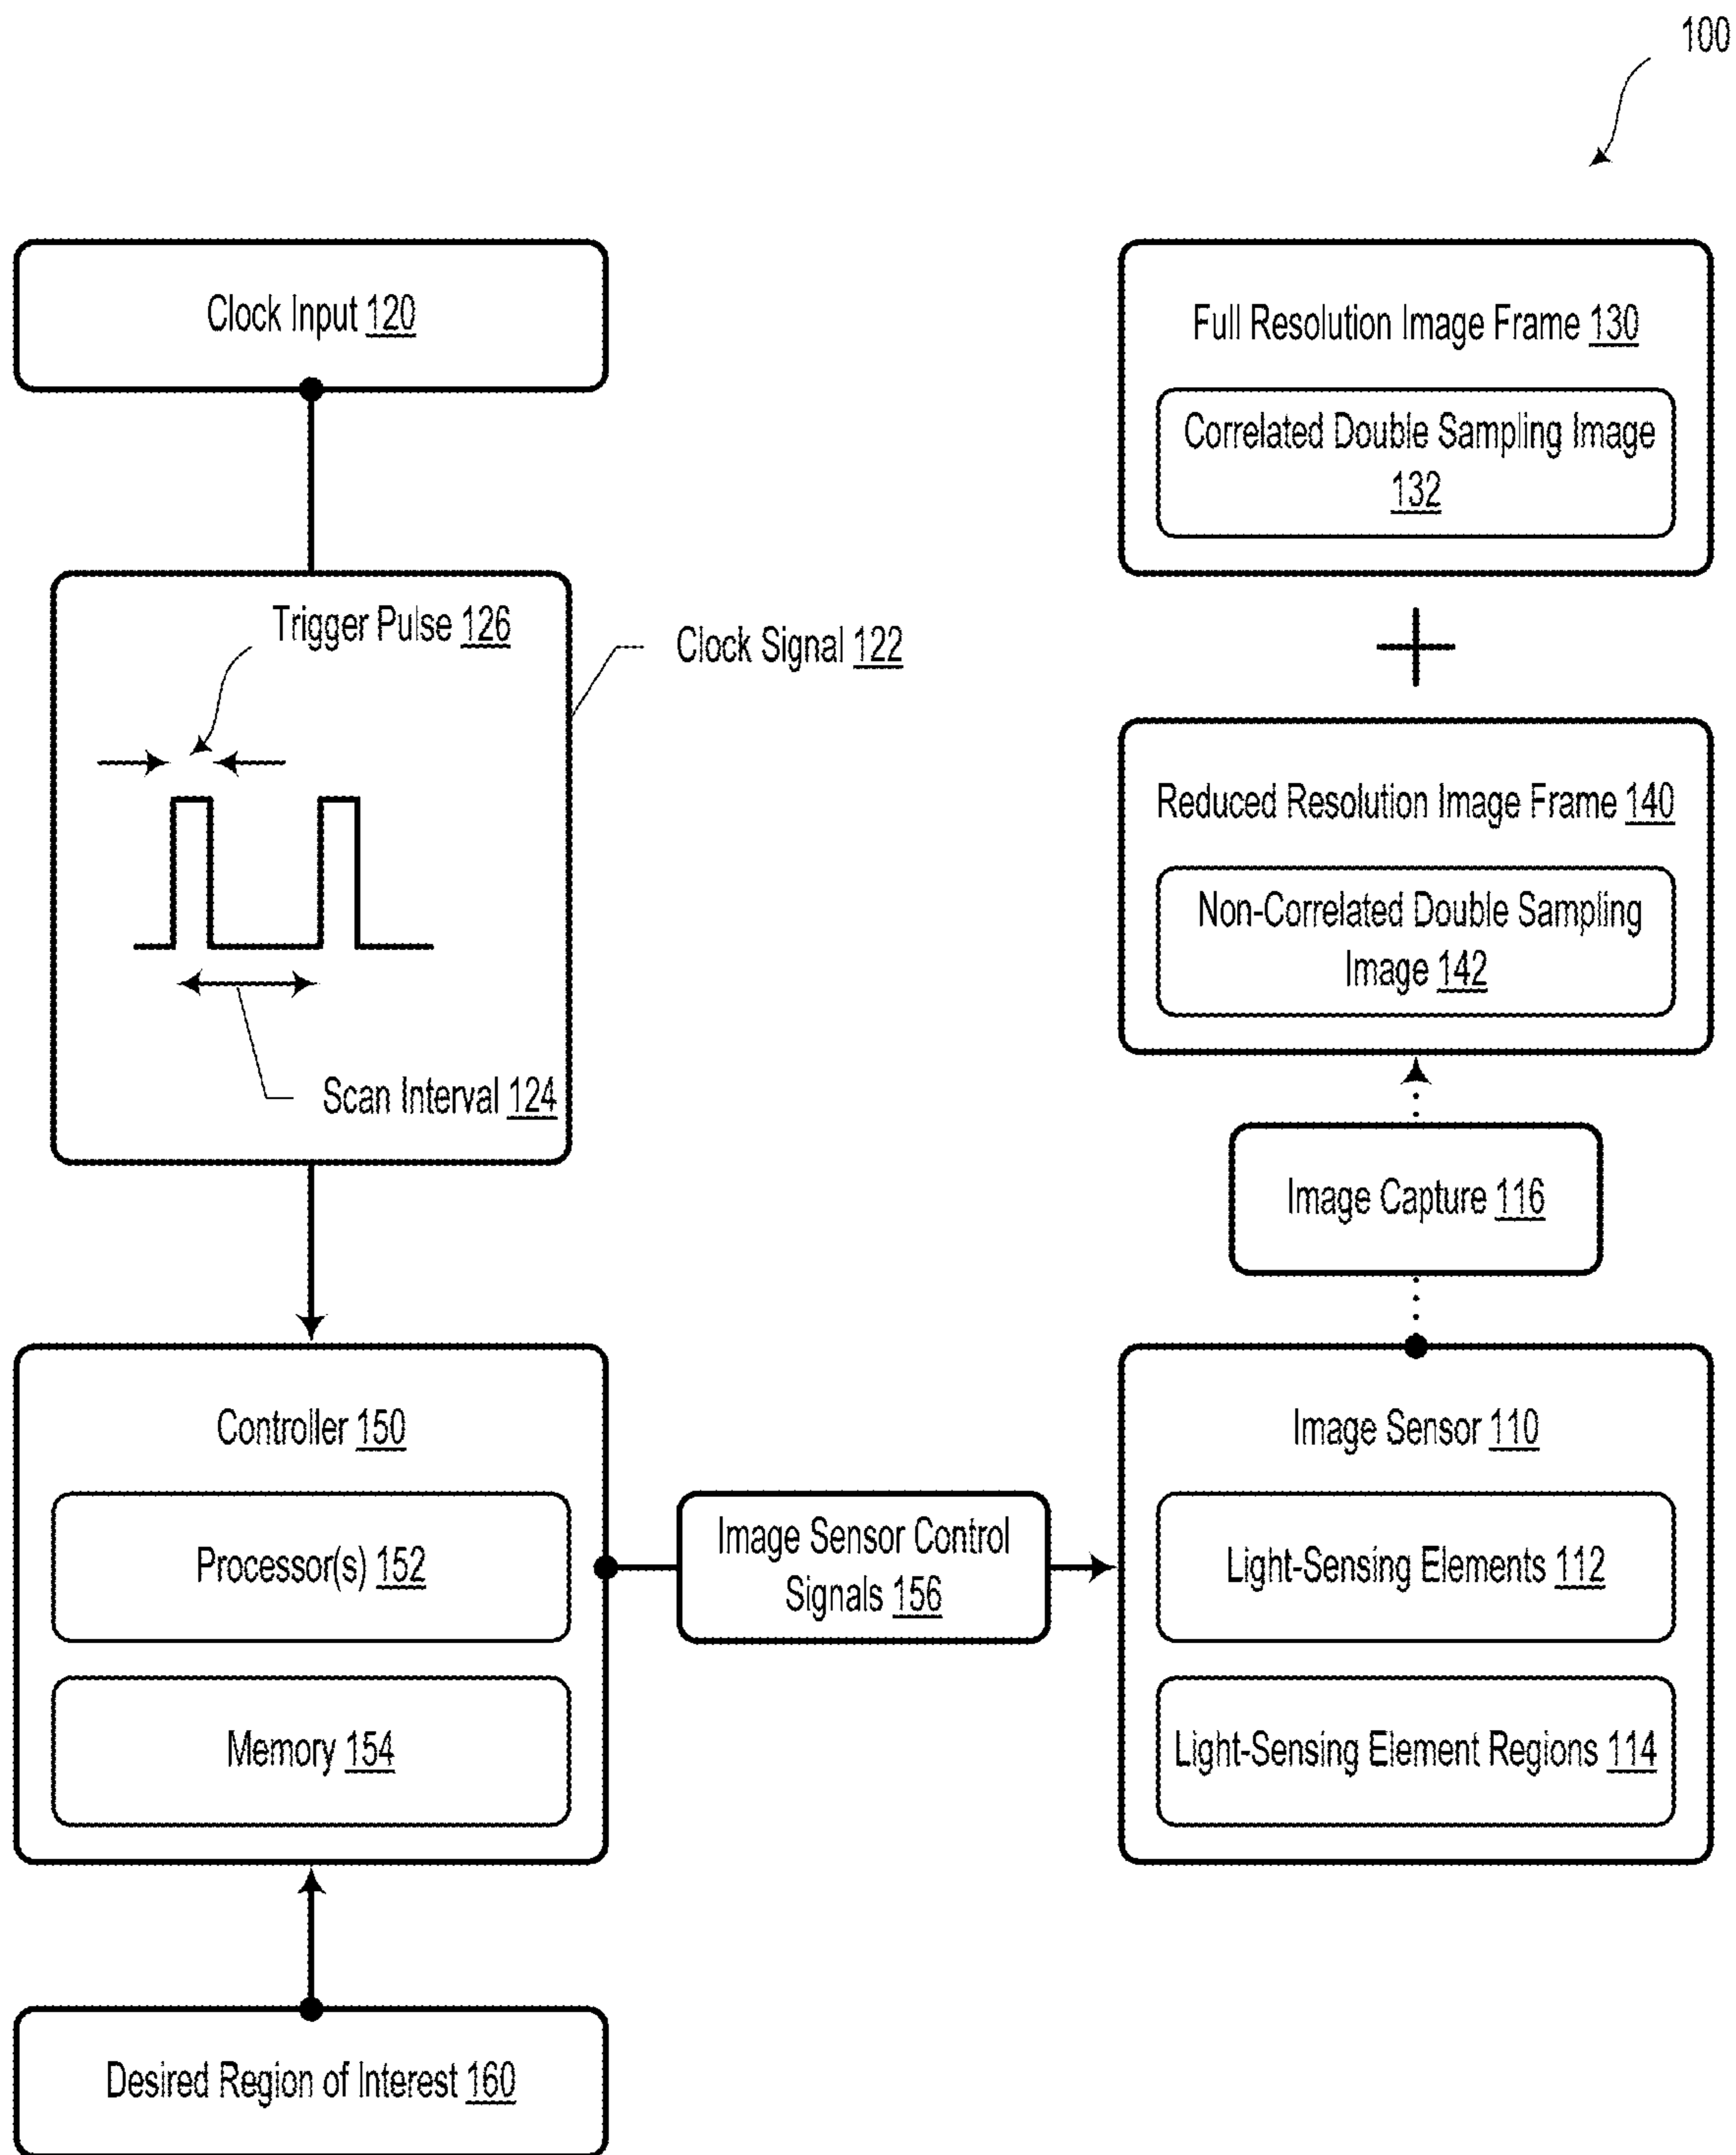 100
Clock Input 120
Trigger Pulse 126
Clock Signal 122
Scan Interval 124
Controller 150
Processor(s) 152
Memory 154
Desired Region of Interest 160
Image Sensor Control
Signals 156
Full Resolution Image Frame 130
Correlated Double Sampling Image
132
+
Reduced Resolution Image Frame 140
Non-Correlated Double Sampling
Image 142
Image Capture 116
Image Sensor 110
Light-Sensing Elements 112
Light-Sensing Element Regions 114